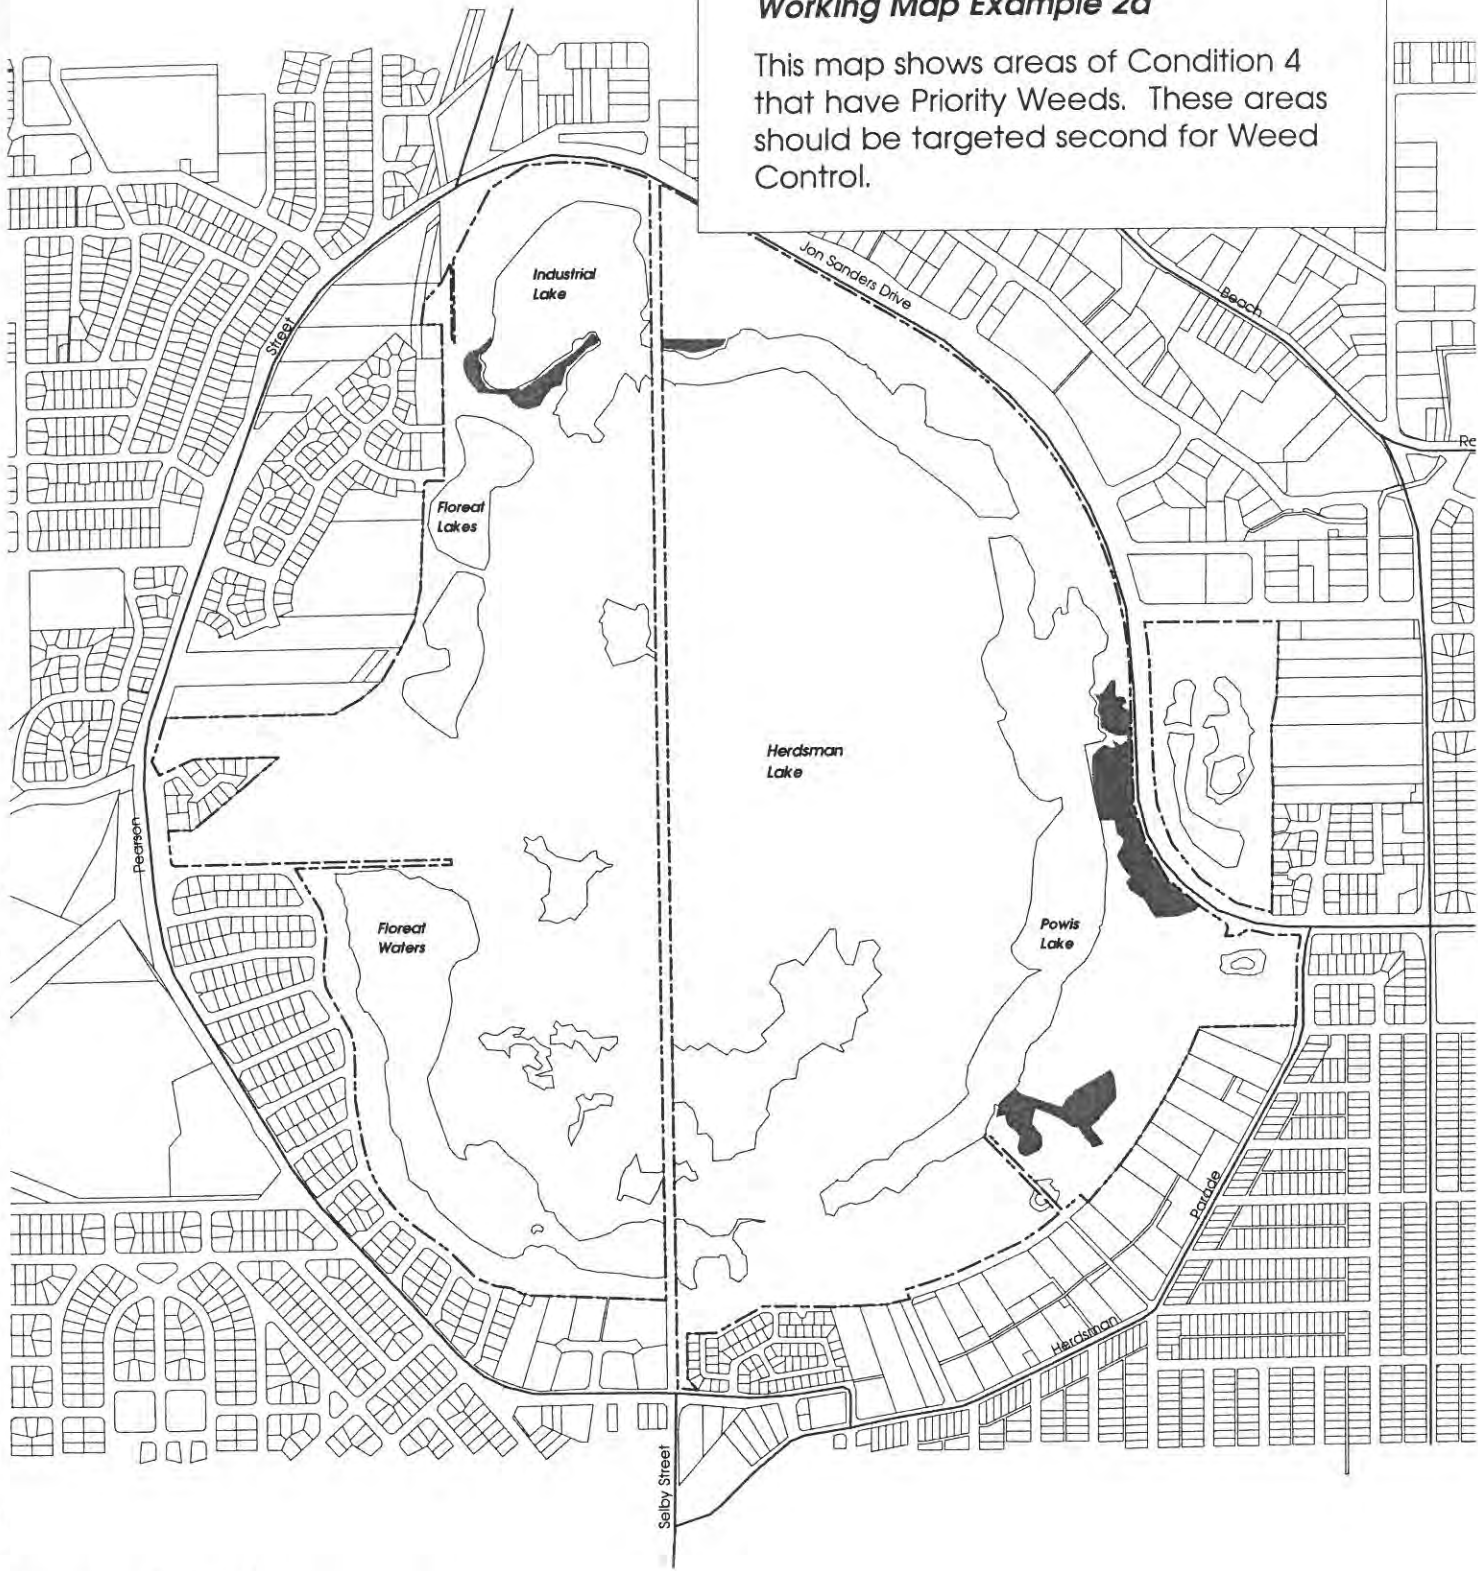 Working Map Example 2a
This map shows areas of Condition 4
that have Priority Weeds. These areas
should be targeted second for Weed
Control.
Industrial
Lake
Jon Sanders Drive
Beach
Street
Re
Floreat
Lakes
Herdsman
Lake
Pearson
Floreat
Waters
Powis
Lake
Parade
Herdsman
Selby Street